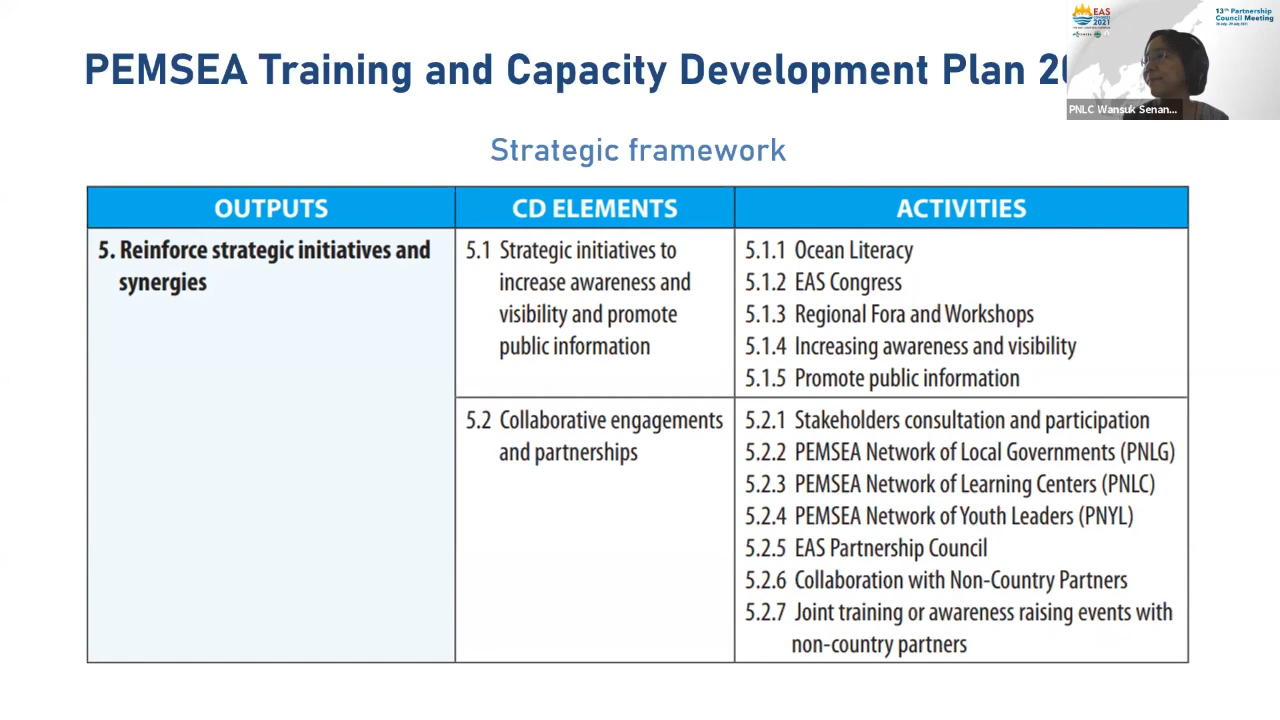 EAS
CONGRESS
2021
13th Partnership
Council Meeting
PEMSEA Training and Capacity Development Plan 20
PNLC Wansuk Senan...
Strategic framework
OUTPUTS
CD ELEMENTS
ACTIVITIES
5. Reinforce strategic initiatives and
synergies
5.1 Strategic initiatives to
increase awareness and
visibility and promote
public information
5.1.1 Ocean Literacy
5.1.2 EAS Congress
5.1.3 Regional Fora and Workshops
5.1.4 Increasing awareness and visibility
5.1.5 Promote public information
5.2 Collaborative engagements
and partnerships
5.2.1 Stakeholders consultation and participation
5.2.2 PEMSEA Network of Local Governments (PNLG)
5.2.3 PEMSEA Network of Learning Centers (PNLC)
5.2.4 PEMSEA Network of Youth Leaders (PNYL)
5.2.5 EAS Partnership Council
5.2.6 Collaboration with Non-Country Partners
5.2.7 Joint training or awareness raising events with
non-country partners